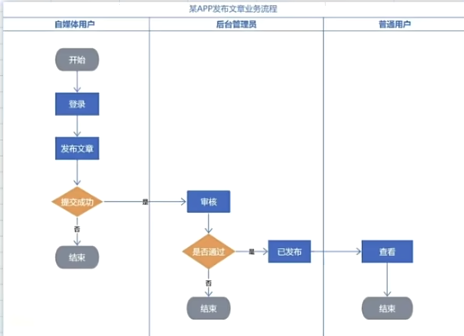 某APP发布文章业务流程
自媒体用户
后台管理员
普通用户
开始
登录
发布文章
提交成功
是
审核
否
是否通过
是
已发布
查看
结束
否
结束
结束